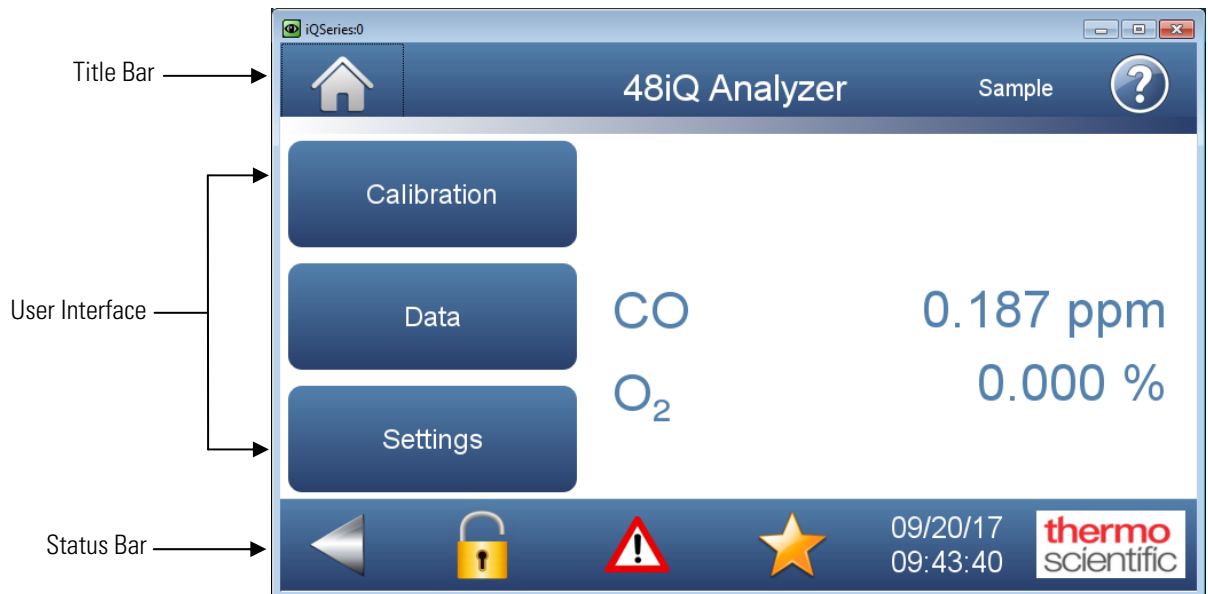 iQSeries:0
Title Bar
48iQ Analyzer
Sample
?
Calibration
User Interface
Data
CO
0.187 ppm
O₂
0.000 %
Settings
Status Bar
!
09/20/17
09:43:40
thermo
scientific